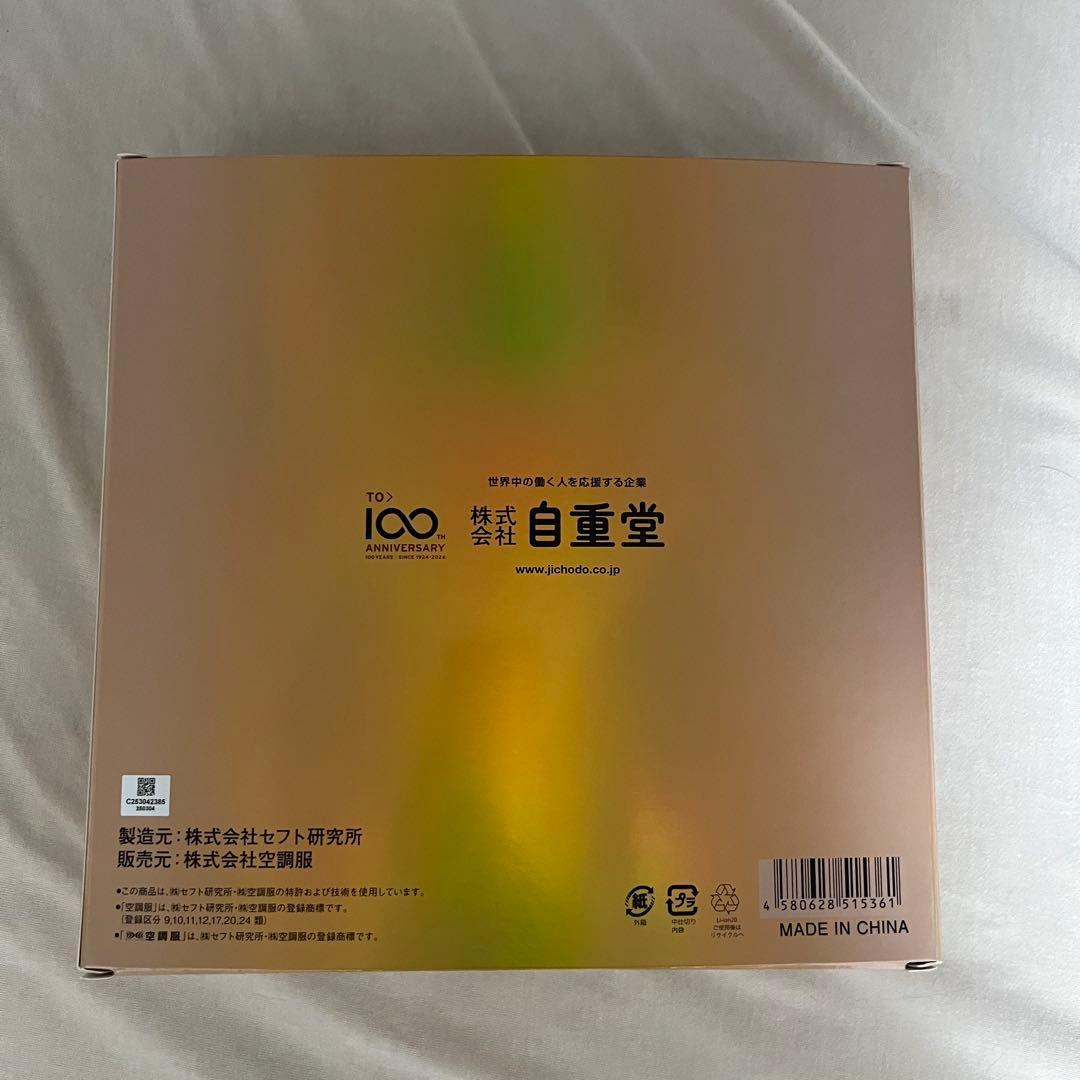 世界中の働く人を応援する企業
TO>
100TH
ANNIVERSARY
100 YEARS SINCE 1924-2024
株式会社 自重堂
www.jichodo.co.jp
C253042385
250304
製造元:株式会社セフト研究所
販売元:株式会社空調服
●この商品は、㈱セフト研究所・㈱空調服の特許および技術を使用しています。
●「空調服」は、㈱セフト研究所・㈱空調服の登録商標です。
(登録区分 9,10,11,12,17,20,24 類)
●「空調服」は、㈱セフト研究所・㈱空調服の登録商標です。
紙
外箱
プラ
中仕切り
内袋
Li-ion20
ご使用後は
リサイクルへ
4 580628 515361
MADE IN CHINA